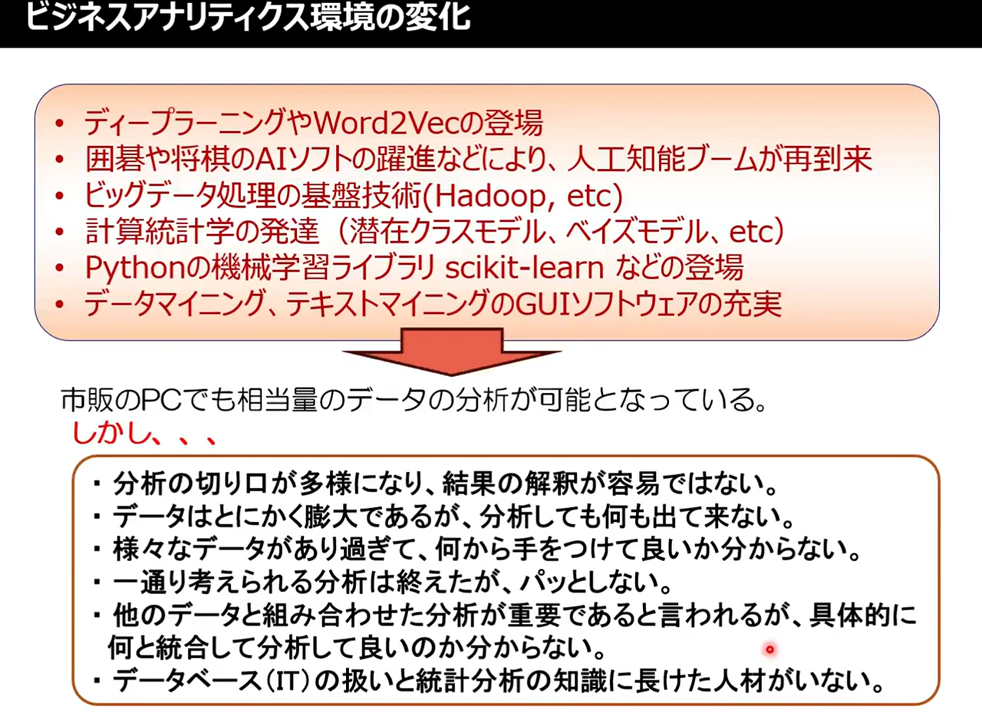 ビジネスアナリティクス環境の変化
• ディープラーニングやWord2Vecの登場
• 囲碁や将棋のAIソフトの躍進などにより、人工知能ブームが再到来
• ビッグデータ処理の基盤技術(Hadoop, etc)
• 計算統計学の発達（潜在クラスモデル、ベイズモデル、etc）
• Pythonの機械学習ライブラリ scikit-learn などの登場
• データマイニング、テキストマイニングのGUIソフトウェアの充実
市販のPCでも相当量のデータの分析が可能となっている。
しかし、、、
・分析の切り口が多様になり、結果の解釈が容易ではない。
・データはとにかく膨大であるが、分析しても何も出て来ない。
・様々なデータがあり過ぎて、何から手をつけて良いか分からない。
・一通り考えられる分析は終えたが、パッとしない。
・他のデータと組み合わせた分析が重要であると言われるが、具体的に
何と統合して分析して良いのか分からない。
・データベース（IT）の扱いと統計分析の知識に長けた人材がいない。